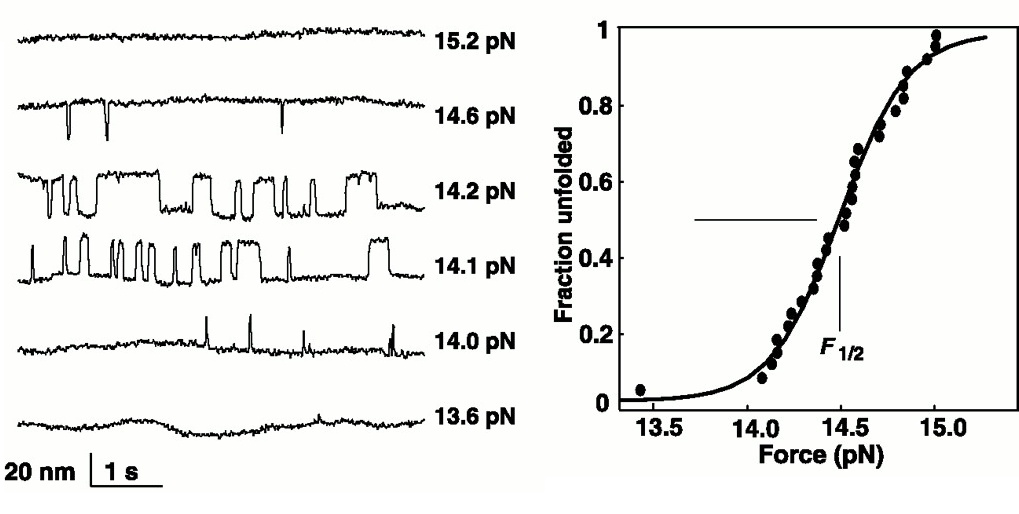 15.2 pN
14.6 pN
14.2 pN
14.1 pN
14.0 pN
13.6 pN
20 nm
1 s
Fraction unfolded
1
0.8
0.6
0.4
0.2
0
F1/2
13.5
14.0
14.5
15.0
Force (pN)